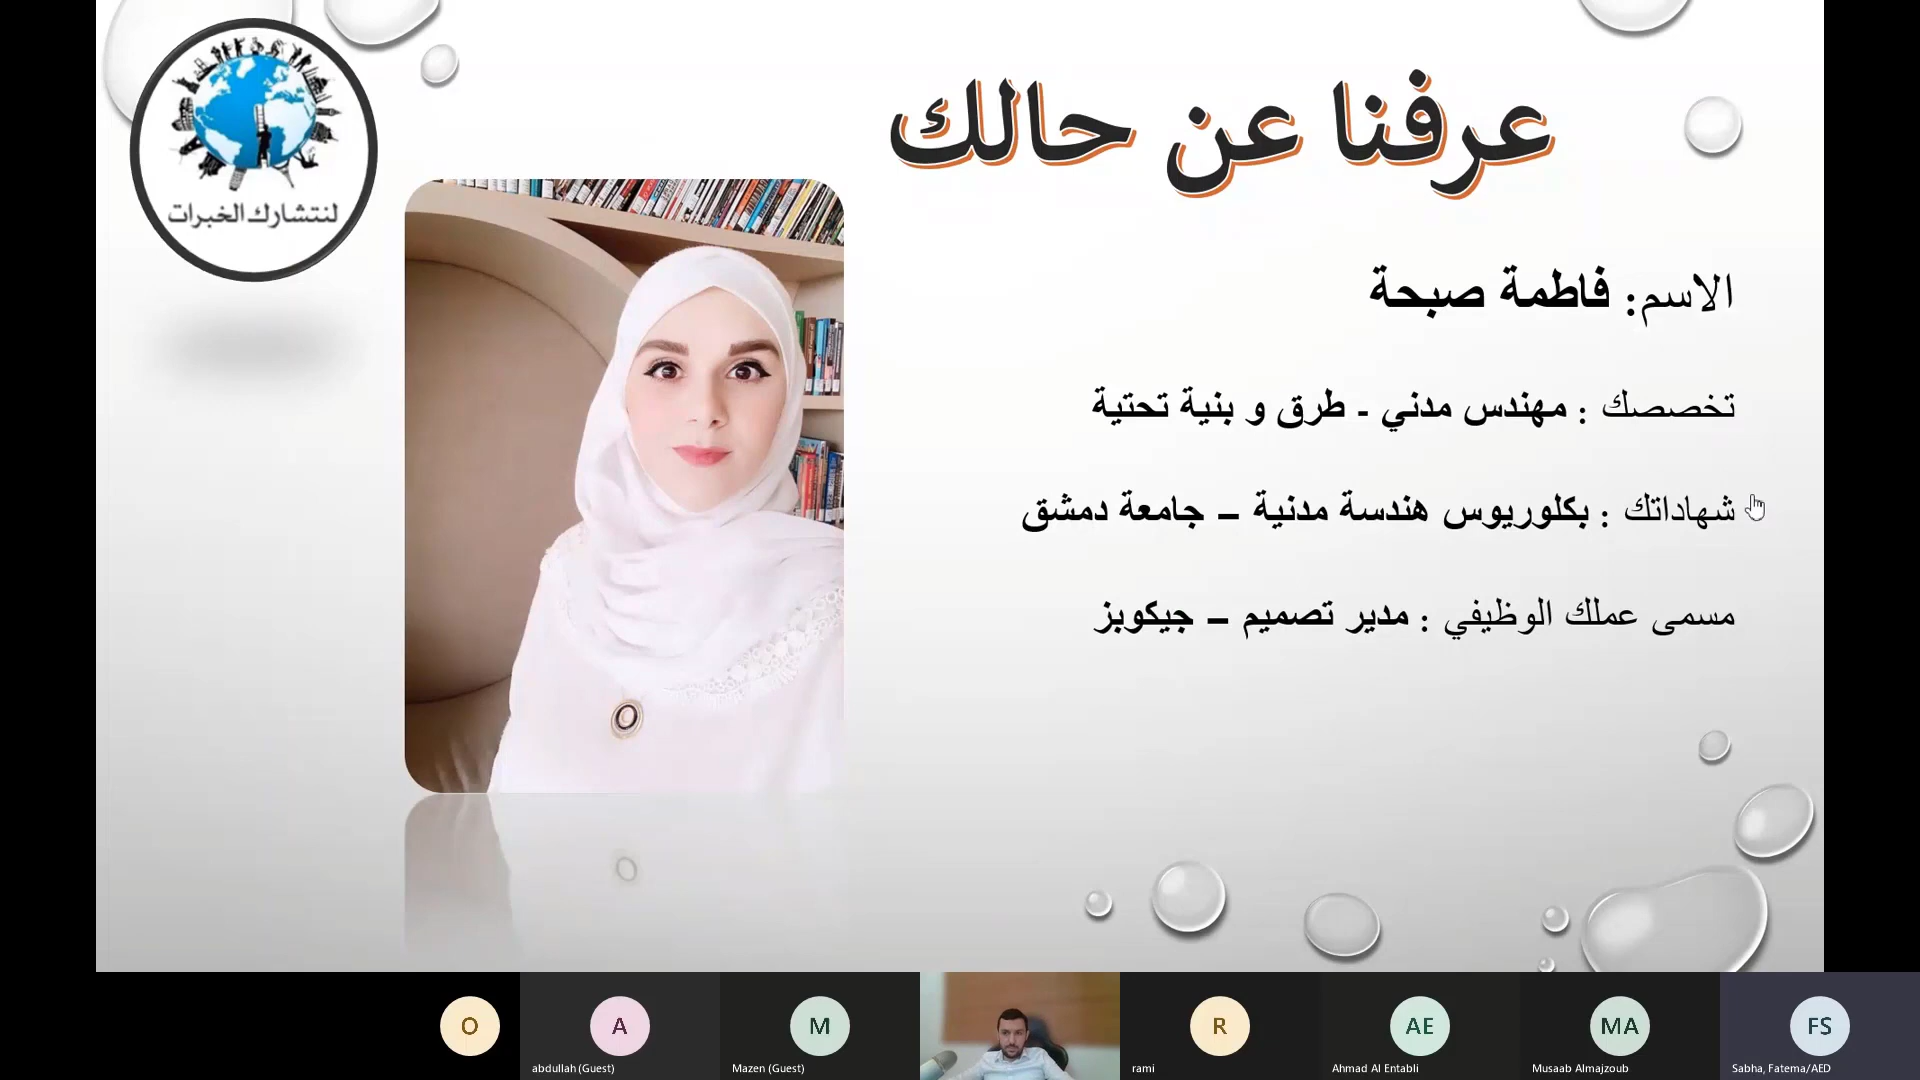 عرفنا عن حالك
لنتشارك الخبرات
الاسم: فاطمة صبحة
تخصصك : مهندس مدني - طرق و بنية تحتية
شهاداتك : بكلوريوس هندسة مدنية – جامعة دمشق
مسمى عملك الوظيفي : مدير تصميم – جيكوبز
O
A
abdullah (Guest)
M
Mazen (Guest)
R
rami
AE
Ahmad Al Entabli
MA
Musaab Almajzoub
FS
Sabha, Fatema/AED